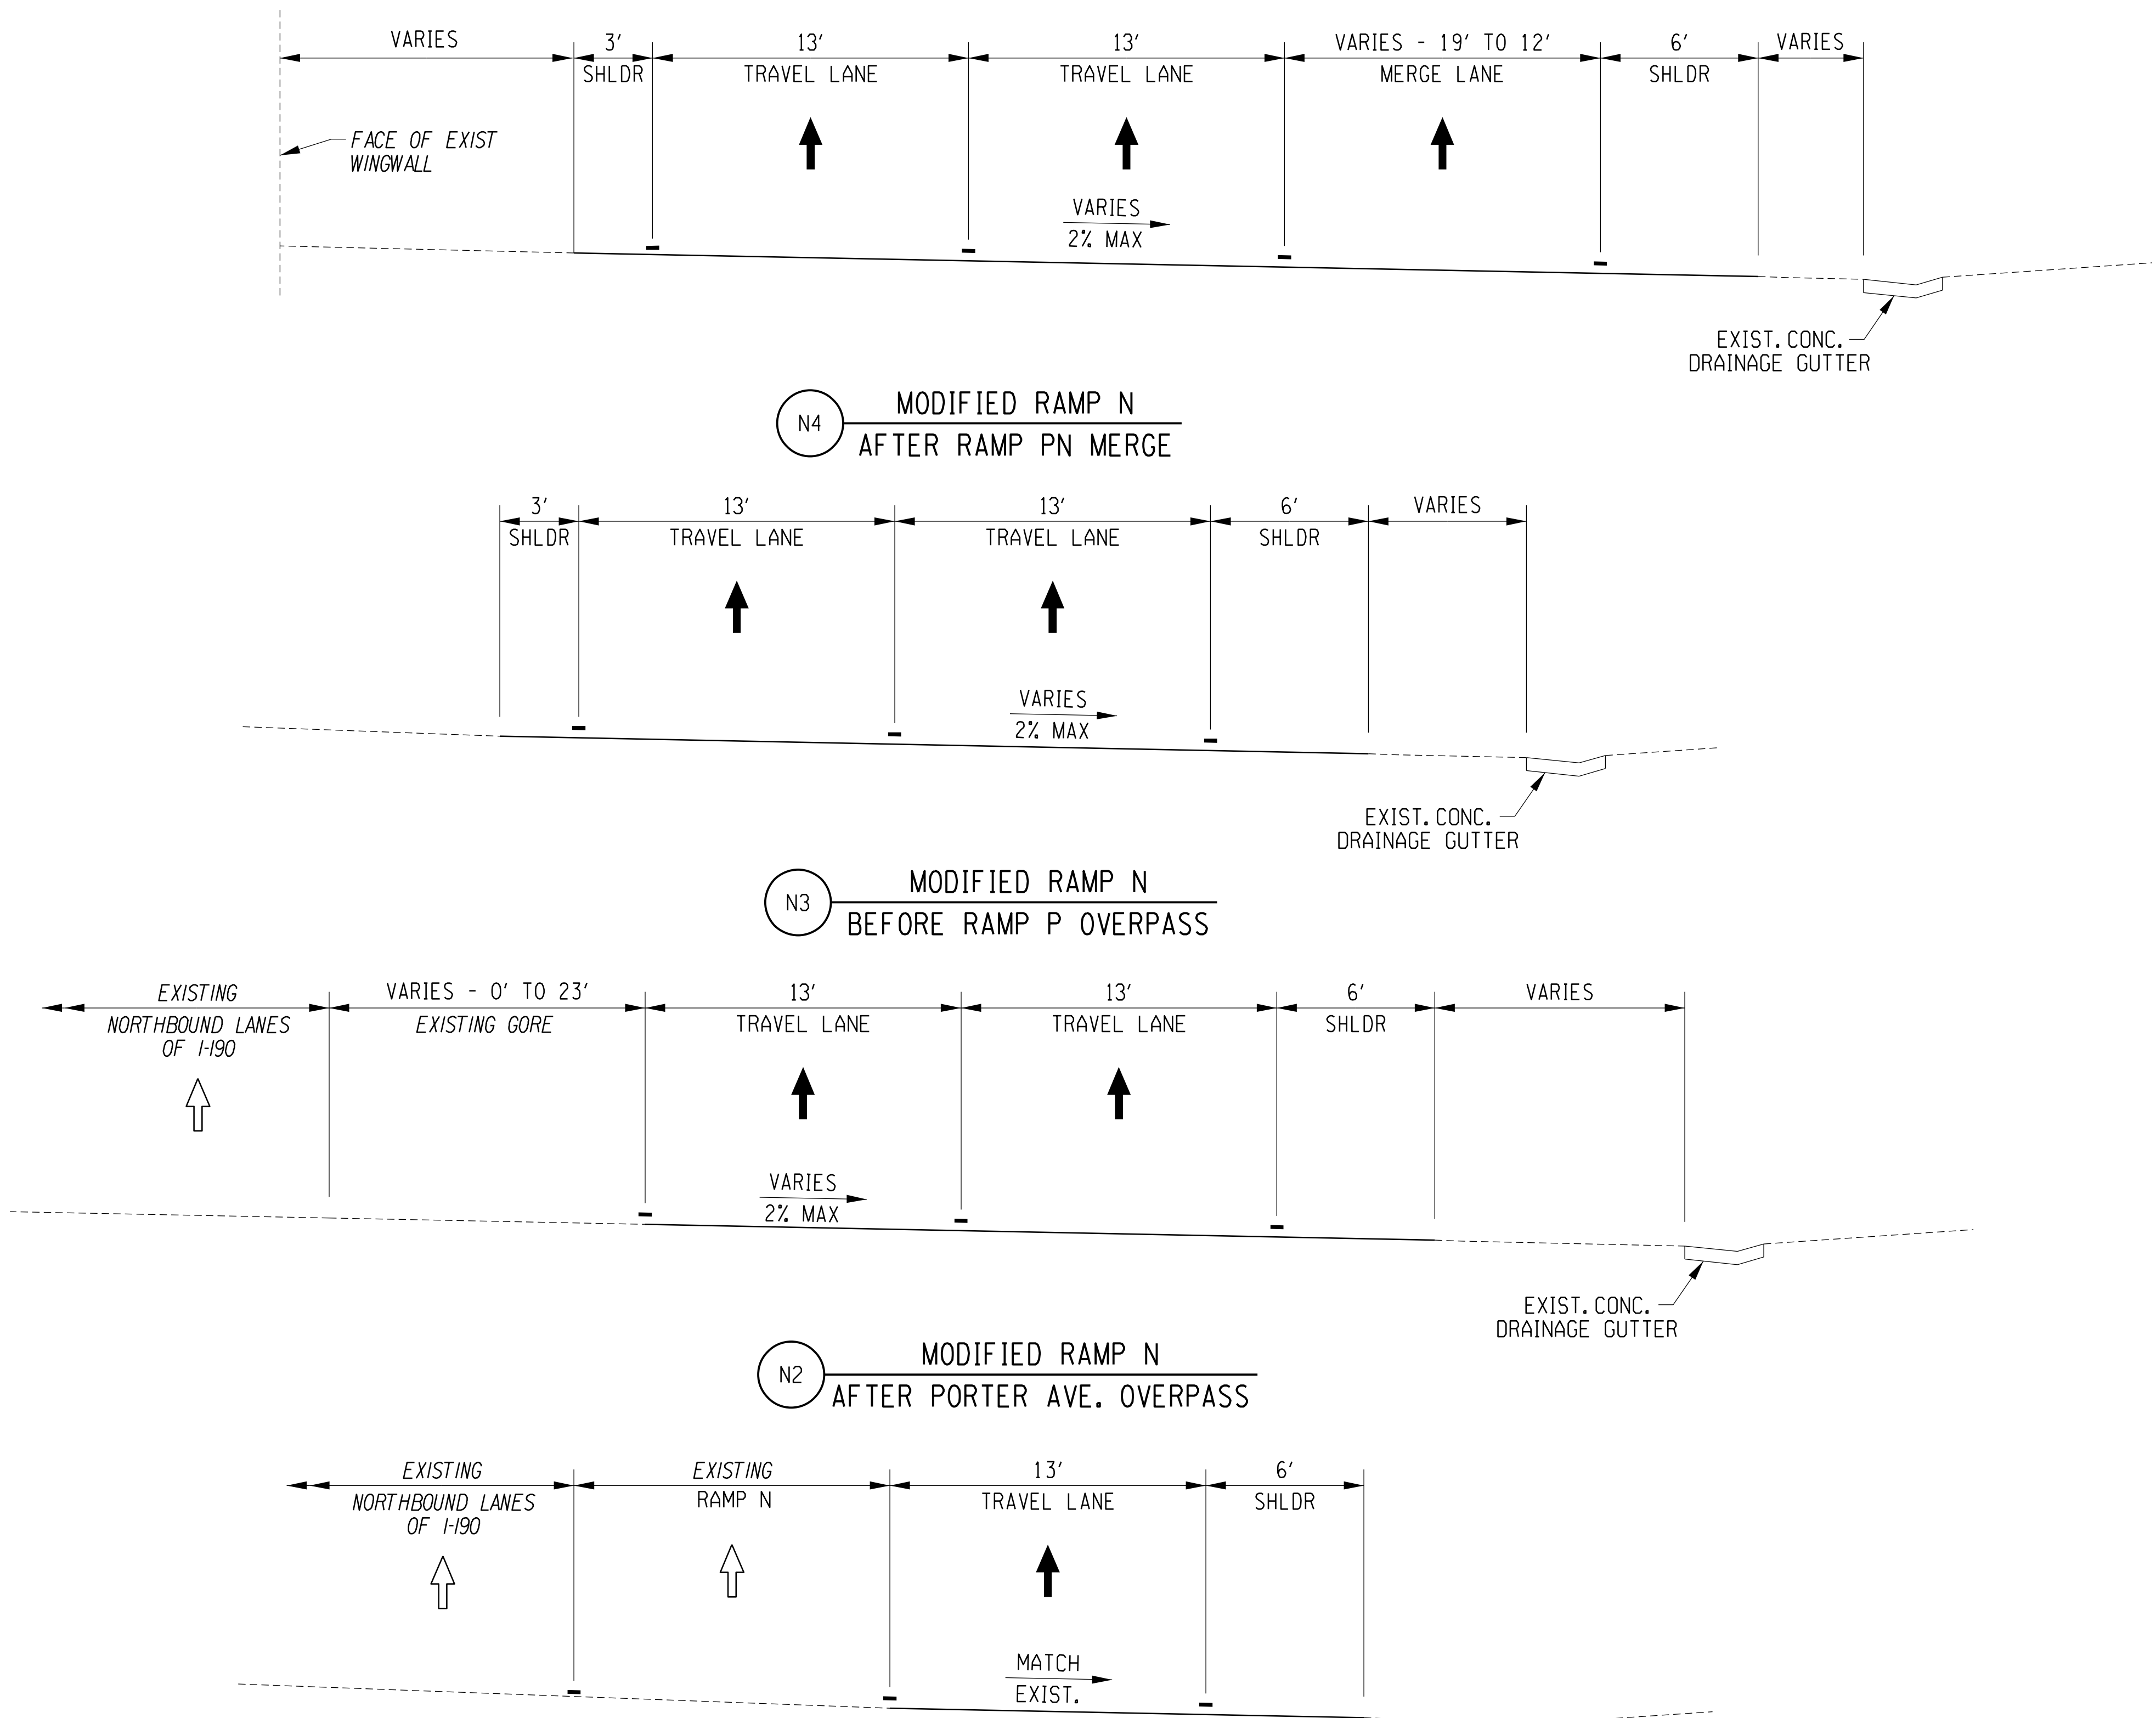 VARIES
3'
13'
13'
VARIES - 19' TO 12'
6'
VARIES
SHLDR
TRAVEL LANE
TRAVEL LANE
MERGE LANE
SHLDR
FACE OF EXIST
WINGWALL
VARIES
2% MAX
EXIST. CONC.
DRAINAGE GUTTER
N4
MODIFIED RAMP N
AFTER RAMP PN MERGE
3'
13'
13'
6'
VARIES
SHLDR
TRAVEL LANE
TRAVEL LANE
SHLDR
VARIES
2% MAX
EXIST. CONC.
DRAINAGE GUTTER
N3
MODIFIED RAMP N
BEFORE RAMP P OVERPASS
EXISTING
VARIES - 0' TO 23'
13'
13'
6'
VARIES
NORTHBOUND LANES
OF I-190
EXISTING GORE
TRAVEL LANE
TRAVEL LANE
SHLDR
VARIES
2% MAX
EXIST. CONC.
DRAINAGE GUTTER
N2
MODIFIED RAMP N
AFTER PORTER AVE. OVERPASS
EXISTING
EXISTING
13'
6'
NORTHBOUND LANES
OF I-190
RAMP N
TRAVEL LANE
SHLDR
MATCH
EXIST.